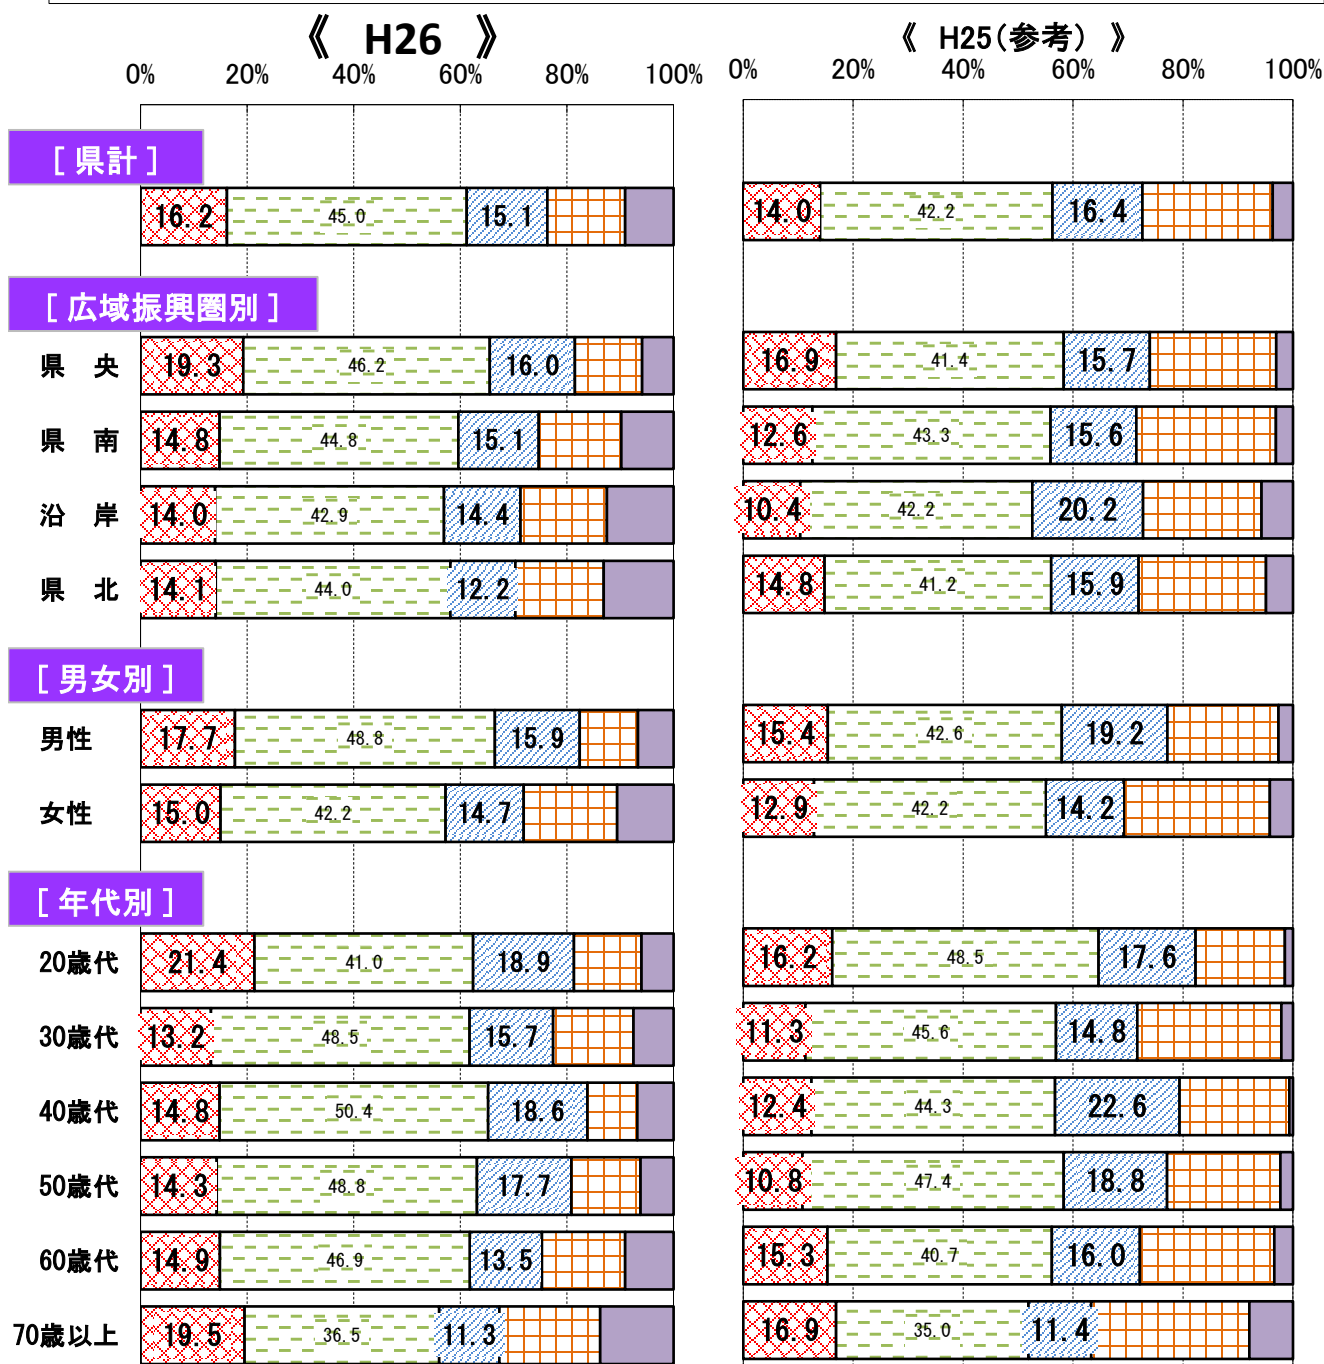 《 H26 》 《 H25(参考) 》
0% 20% 40% 60% 80% 100% 0% 20% 40% 60% 80% 100%
[ 県計 ]
16.2 45.0 15.1 14.0 42.2 16.4
[ 広域振興圏別 ]
県 央 19.3 46.2 16.0 16.9 41.4 15.7
県 南 14.8 44.8 15.1 12.6 43.3 15.6
沿 岸 14.0 42.9 14.4 10.4 42.2 20.2
県 北 14.1 44.0 12.2 14.8 41.2 15.9
[ 男女別 ]
男性 17.7 48.8 15.9 15.4 42.6 19.2
女性 15.0 42.2 14.7 12.9 42.2 14.2
[ 年代別 ]
20歳代 21.4 41.0 18.9 16.2 48.5 17.6
30歳代 13.2 48.5 15.7 11.3 45.6 14.8
40歳代 14.8 50.4 18.6 12.4 44.3 22.6
50歳代 14.3 48.8 17.7 10.8 47.4 18.8
60歳代 14.9 46.9 13.5 15.3 40.7 16.0
70歳以上 19.5 36.5 11.3 16.9 35.0 11.4